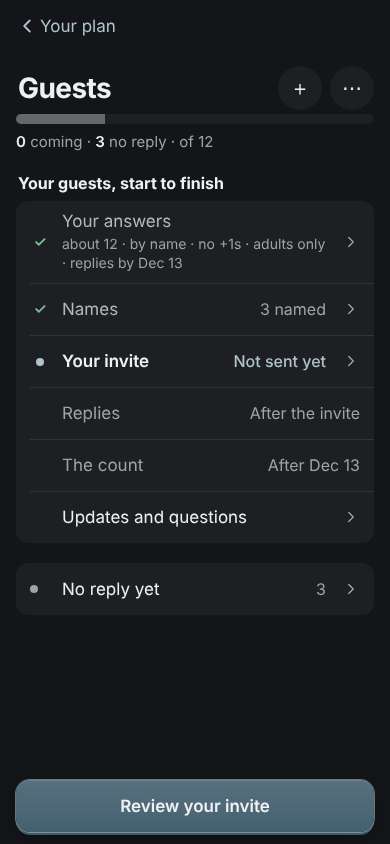 Your plan
Guests
0 coming · 3 no reply · of 12
Your guests, start to finish
Your answers
about 12 · by name · no +1s · adults only
· replies by Dec 13
Names 3 named
Your invite Not sent yet
Replies After the invite
The count After Dec 13
Updates and questions
No reply yet 3
Review your invite